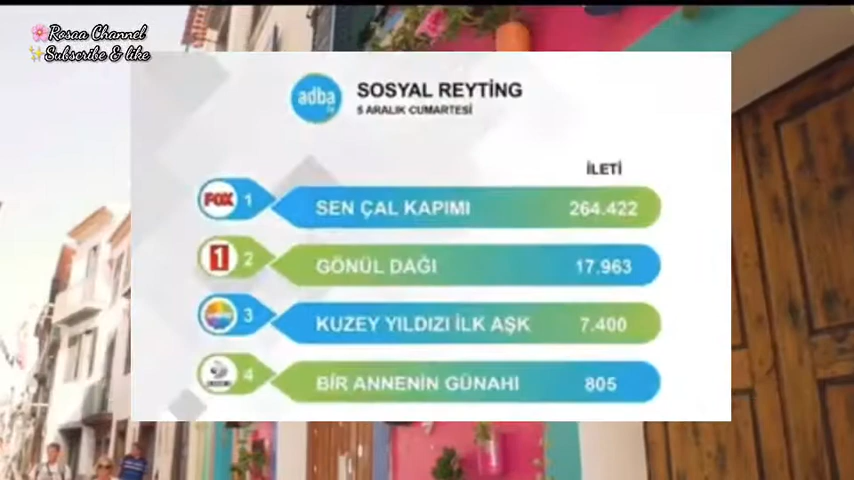 🌸Rosaa Channel
✨Subscribe & like
adba tv
SOSYAL REYTİNG
5 ARALIK CUMARTESİ
İLETİ
FOX 1 SEN ÇAL KAPIMI 264.422
1 2 GÖNÜL DAĞI 17.963
3 KUZEY YILDIZI İLK AŞK 7.400
4 BİR ANNENİN GÜNAHI 805